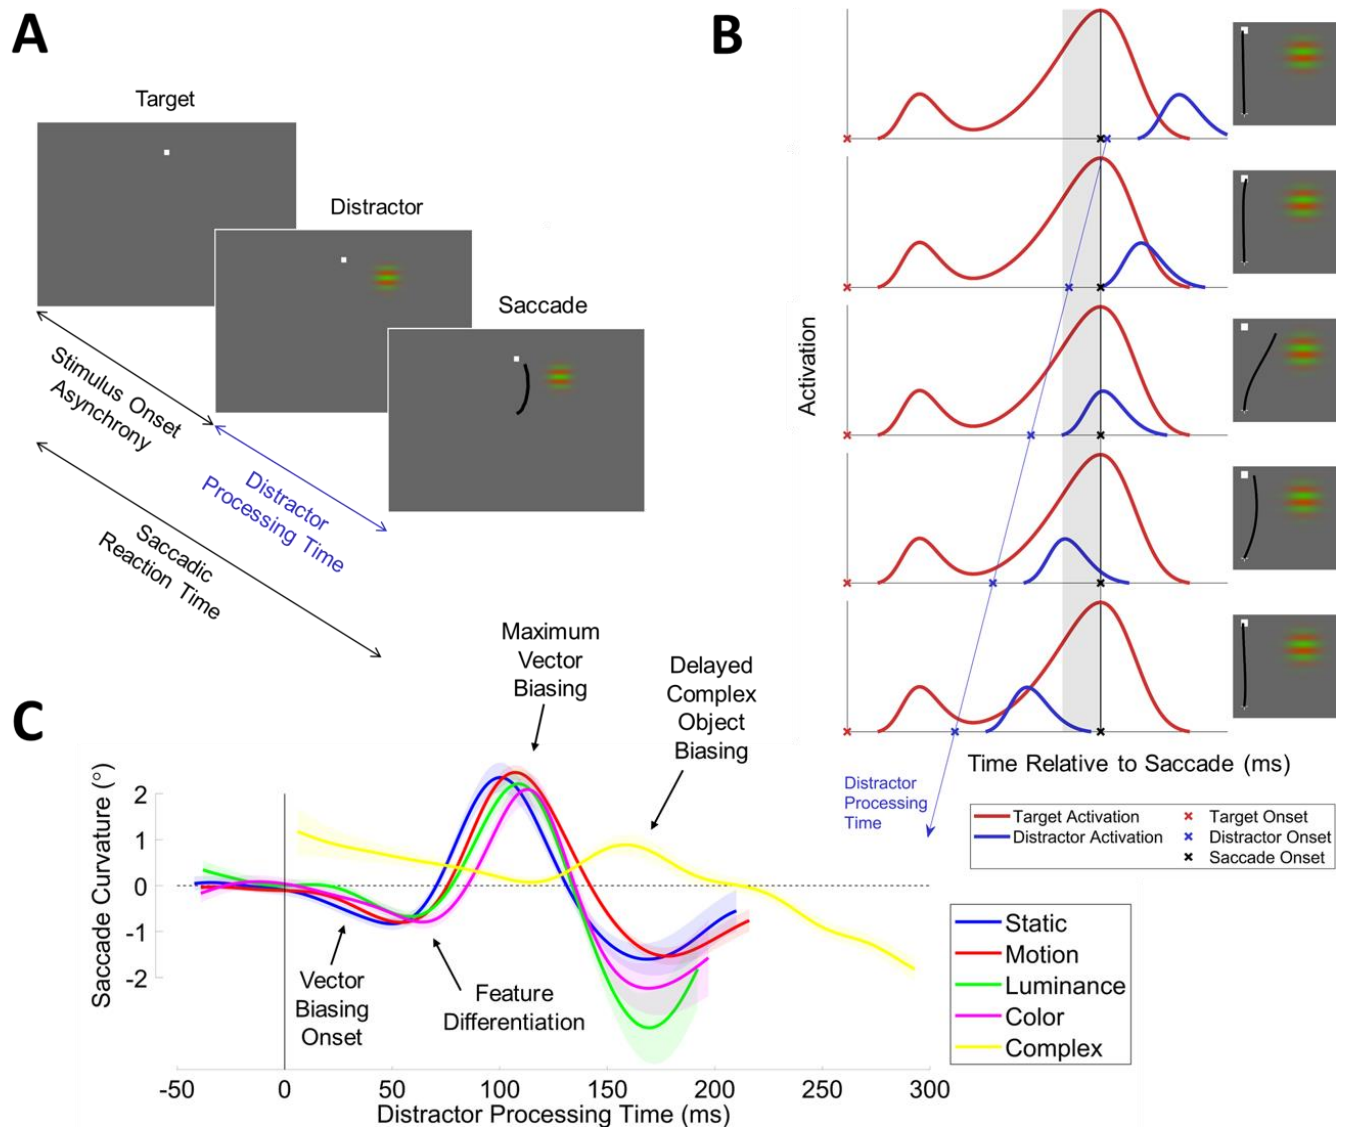 A
Target
Distractor
Saccade
Stimulus Onset
Asynchrony
Distractor
Processing Time
Saccadic
Reaction Time
B
Activation
Time Relative to Saccade (ms)
Distractor
Processing
Time
Target Activation
Distractor Activation
Target Onset
Distractor Onset
Saccade Onset
C
Maximum
Vector
Biasing
Delayed
Complex
Object
Biasing
Vector
Biasing
Onset
Feature
Differentiation
Saccade Curvature (°)
2
1
0
-1
-2
-50
0
50
100
150
200
250
300
Distractor Processing Time (ms)
Static
Motion
Luminance
Color
Complex